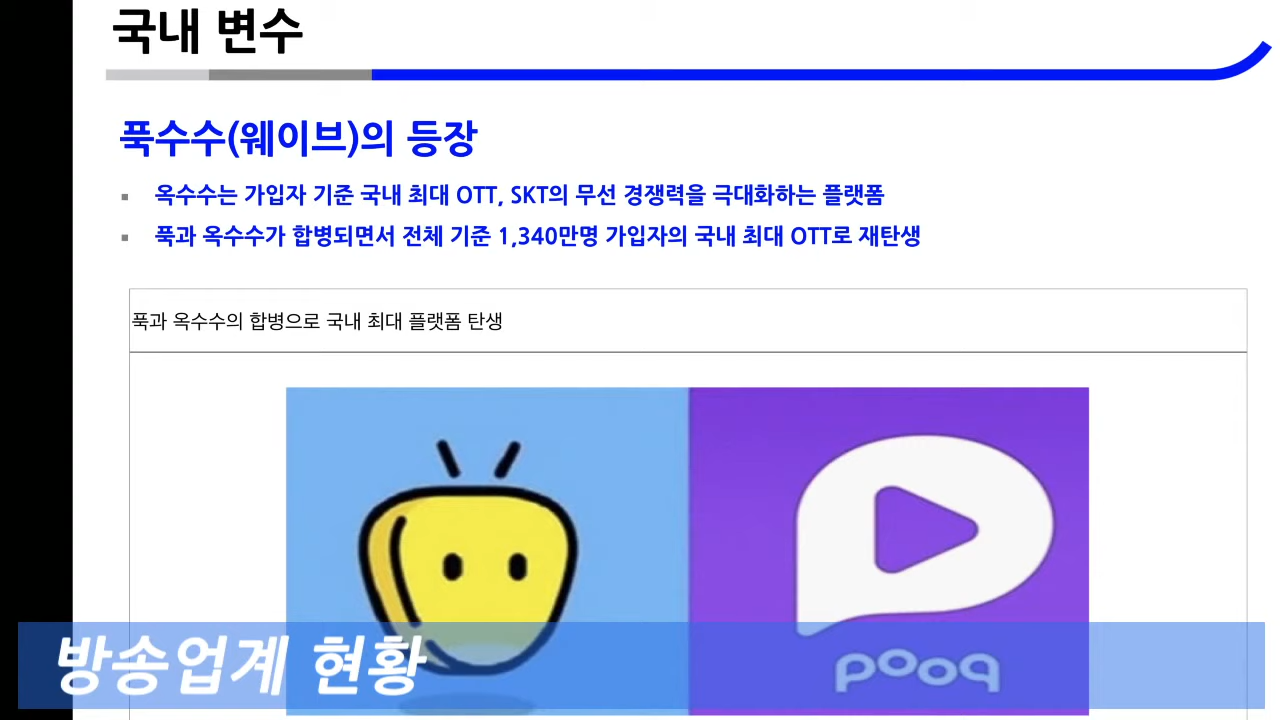 국내 변수
푹수수(웨이브)의 등장
옥수수는 가입자 기준 국내 최대 OTT, SKT의 무선 경쟁력을 극대화하는 플랫폼
푹과 옥수수가 합병되면서 전체 기준 1,340만명 가입자의 국내 최대 OTT로 재탄생
푹과 옥수수의 합병으로 국내 최대 플랫폼 탄생
pooq
방송업계 현황